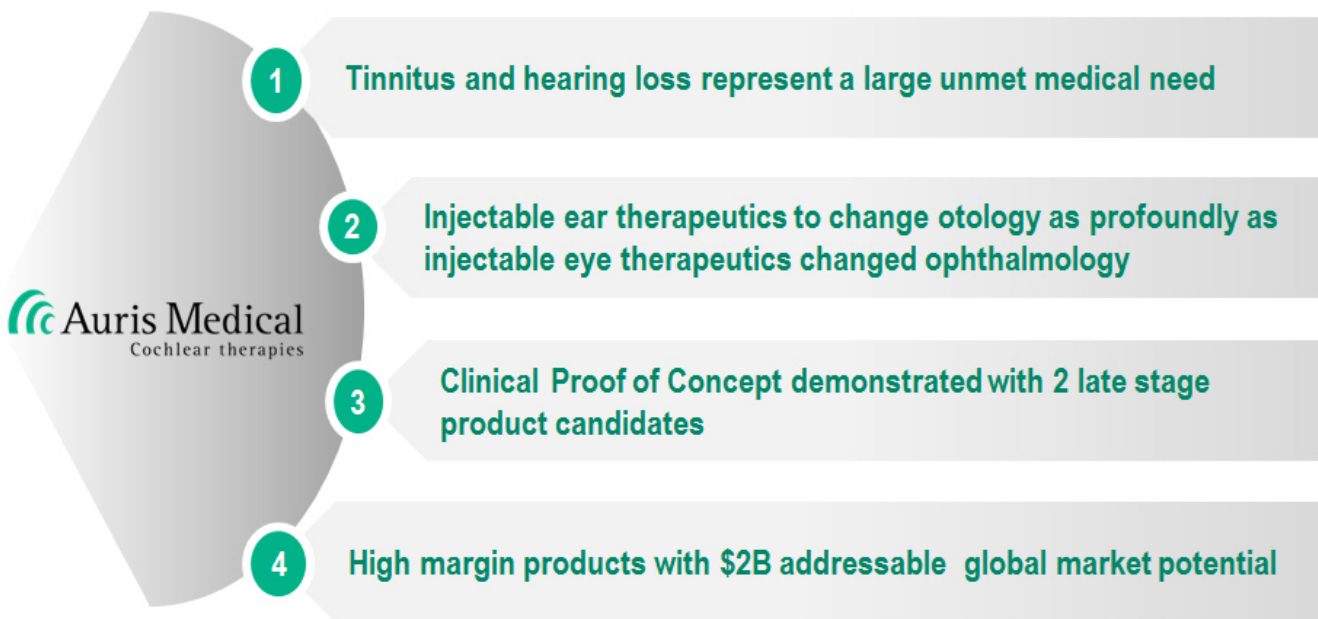 1
Tinnitus and hearing loss represent a large unmet medical need
2
Injectable ear therapeutics to change otology as profoundly as
injectable eye therapeutics changed ophthalmology
Auris Medical
Cochlear therapies
3
Clinical Proof of Concept demonstrated with 2 late stage
product candidates
4
High margin products with $2B addressable global market potential